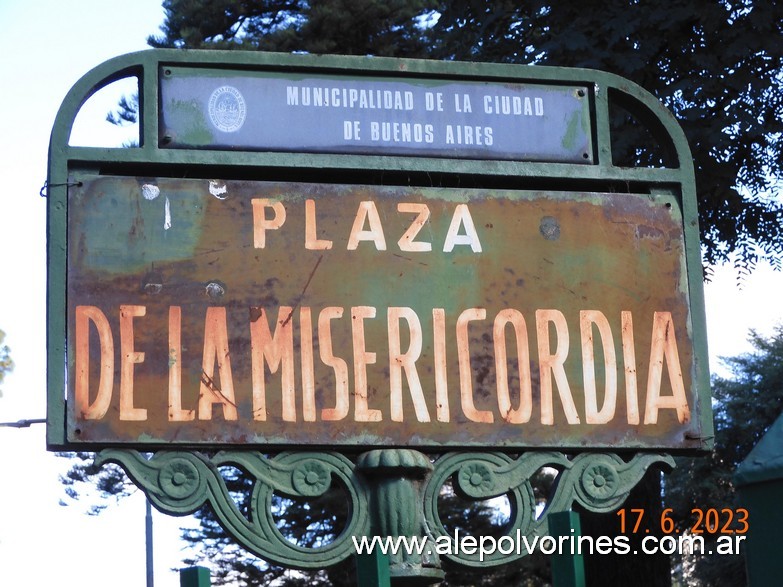 MUNICIPALIDAD DE LA CIUDAD
DE BUENOS AIRES
PLAZA
DE LA MISERICORDIA
17. 6. 2023
www.alepolvorines.com.ar